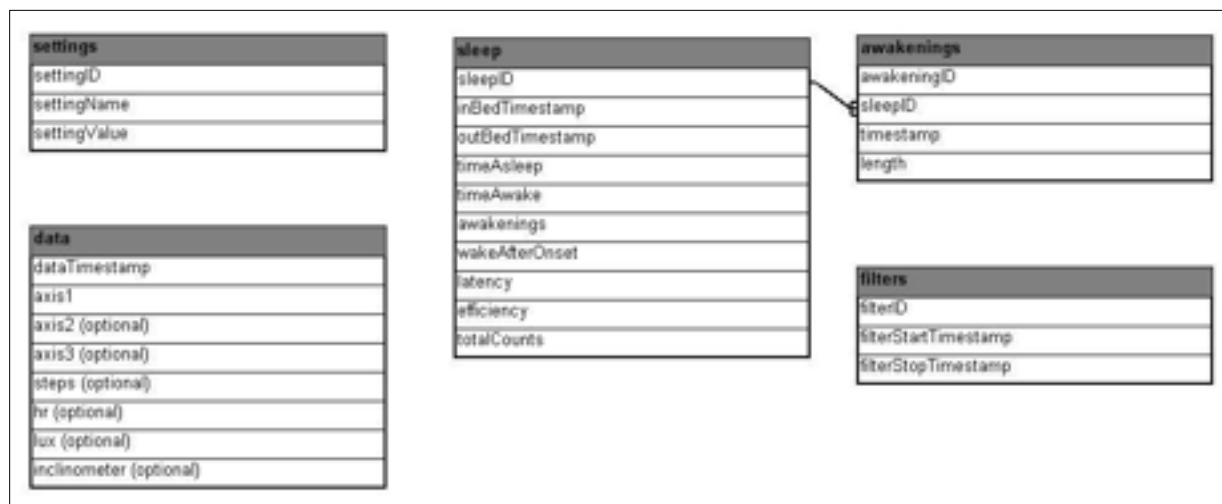 settings
settingID
settingName
settingValue
data
dataTimestamp
axis1
axis2 (optional)
axis3 (optional)
steps (optional)
hr (optional)
lux (optional)
inclinometer (optional)
sleep
sleepID
inBedTimestamp
outBedTimestamp
timeAsleep
timeAwake
awakenings
wakeAfterOnset
latency
efficiency
totalCounts
awakenings
awakeningID
sleepID
timestamp
length
filters
filterID
filterStartTimestamp
filterStopTimestamp